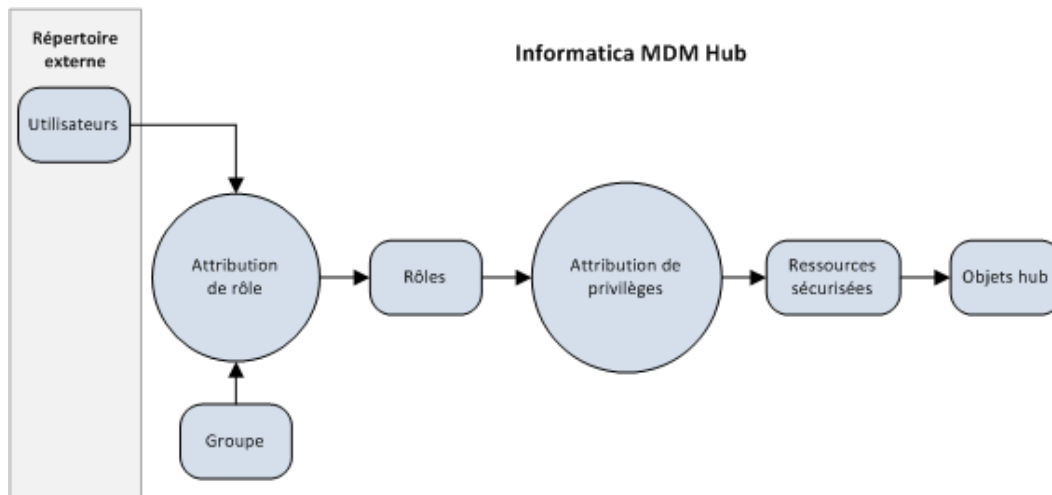 Répertoire
externe
Informatica MDM Hub
Utilisateurs
Attribution
de rôle
Rôles
Attribution de
privilèges
Ressources
sécurisées
Objets hub
Groupe